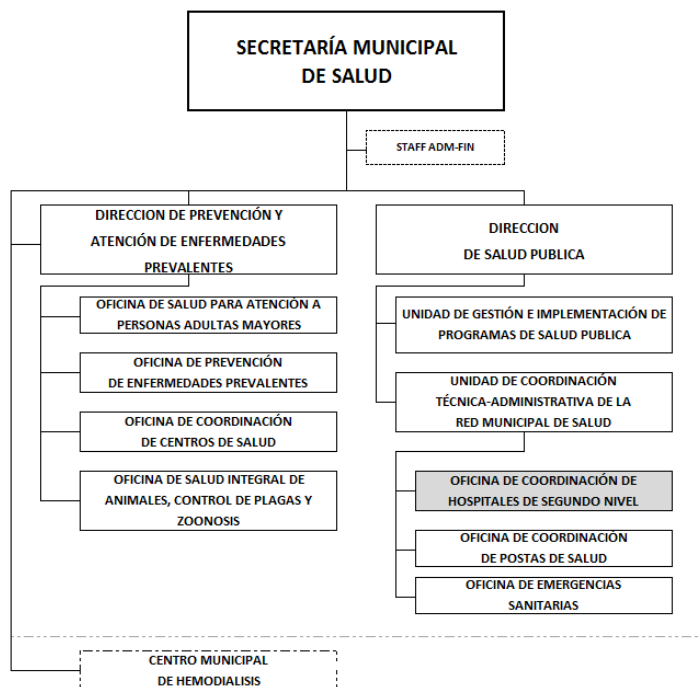 SECRETARÍA MUNICIPAL
DE SALUD
STAFF ADM-FIN
DIRECCION DE PREVENCIÓN Y
ATENCIÓN DE ENFERMEDADES
PREVALENTES
OFICINA DE SALUD PARA ATENCIÓN A
PERSONAS ADULTAS MAYORES
OFICINA DE PREVENCIÓN
DE ENFERMEDADES PREVALENTES
OFICINA DE COORDINACIÓN
DE CENTROS DE SALUD
OFICINA DE SALUD INTEGRAL DE
ANIMALES, CONTROL DE PLAGAS Y
ZOONOSIS
DIRECCION
DE SALUD PUBLICA
UNIDAD DE GESTIÓN E IMPLEMENTACIÓN DE
PROGRAMAS DE SALUD PUBLICA
UNIDAD DE COORDINACIÓN
TÉCNICA-ADMINISTRATIVA DE LA
RED MUNICIPAL DE SALUD
OFICINA DE COORDINACIÓN DE
HOSPITALES DE SEGUNDO NIVEL
OFICINA DE COORDINACIÓN
DE POSTAS DE SALUD
OFICINA DE EMERGENCIAS
SANITARIAS
CENTRO MUNICIPAL
DE HEMODIALISIS